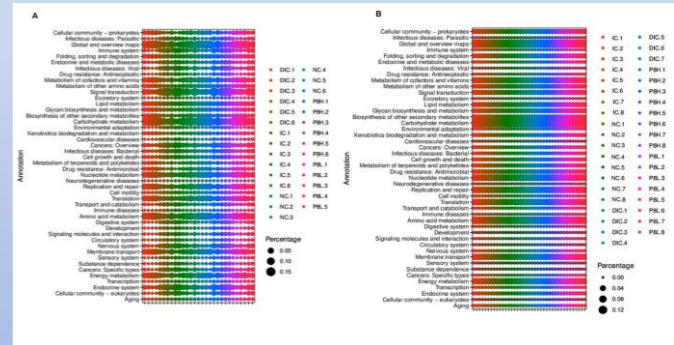 A
Cellular community – prokaryotes
Infectious diseases: Parasitic
Global and overview maps
Immune system
Folding, sorting and degradation
Endocrine and metabolic diseases
Infectious diseases: Viral
Drug resistance: Antineoplastic
Metabolism of cofactors and vitamins
Metabolism of other amino acids
Signal transduction
Excretory system
Lipid metabolism
Glycan biosynthesis and metabolism
Biosynthesis of other secondary metabolites
Carbohydrate metabolism
Environmental adaptation
Xenobiotics biodegradation and metabolism
Cardiovascular diseases
Cancers: Overview
Infectious diseases: Bacterial
Cell growth and death
Metabolism of terpenoids and polyketides
Drug resistance: Antimicrobial
Nucleotide metabolism
Neurodegenerative diseases
Replication and repair
Cell motility
Translation
Transport and catabolism
Immune diseases
Amino acid metabolism
Digestive system
Development
Signaling molecules and interaction
Circulatory system
Nervous system
Membrane transport
Sensory system
Substance dependence
Cancers: Specific types
Energy metabolism
Transcription
Endocrine system
Cellular community – eukaryotes
Aging
Annotation
DIC.1 NC.4
DIC.2 NC.5
DIC.3 NC.6
DIC.4 PBH.1
DIC.5 PBH.2
DIC.6 PBH.3
IC.1 PBH.4
IC.2 PBH.5
IC.3 PBH.6
IC.4 PBL.1
IC.5 PBL.2
IC.6 PBL.3
NC.1 PBL.4
NC.2 PBL.5
NC.3
Percentage
0.05
0.10
0.15
B
Cellular community – prokaryotes
Infectious diseases: Parasitic
Global and overview maps
Immune system
Folding, sorting and degradation
Endocrine and metabolic diseases
Infectious diseases: Viral
Drug resistance: Antineoplastic
Metabolism of cofactors and vitamins
Metabolism of other amino acids
Signal transduction
Excretory system
Lipid metabolism
Glycan biosynthesis and metabolism
Biosynthesis of other secondary metabolites
Carbohydrate metabolism
Environmental adaptation
Xenobiotics biodegradation and metabolism
Cardiovascular diseases
Cancers: Overview
Infectious diseases: Bacterial
Cell growth and death
Metabolism of terpenoids and polyketides
Drug resistance: Antimicrobial
Nucleotide metabolism
Neurodegenerative diseases
Replication and repair
Cell motility
Translation
Transport and catabolism
Immune diseases
Amino acid metabolism
Digestive system
Development
Signaling molecules and interaction
Circulatory system
Nervous system
Membrane transport
Sensory system
Substance dependence
Cancers: Specific types
Energy metabolism
Transcription
Endocrine system
Cellular community – eukaryotes
Aging
Annotation
IC.1 DIC.5
IC.2 DIC.6
IC.3 DIC.7
IC.4 PBH.1
IC.5 PBH.2
IC.6 PBH.3
IC.7 PBH.4
IC.8 PBH.5
NC.1 PBH.6
NC.2 PBH.7
NC.3 PBH.8
NC.4 PBL.1
NC.5 PBL.2
NC.6 PBL.3
NC.7 PBL.4
NC.8 PBL.5
DIC.1 PBL.6
DIC.2 PBL.7
DIC.3 PBL.8
DIC.4
Percentage
0.00
0.04
0.08
0.12